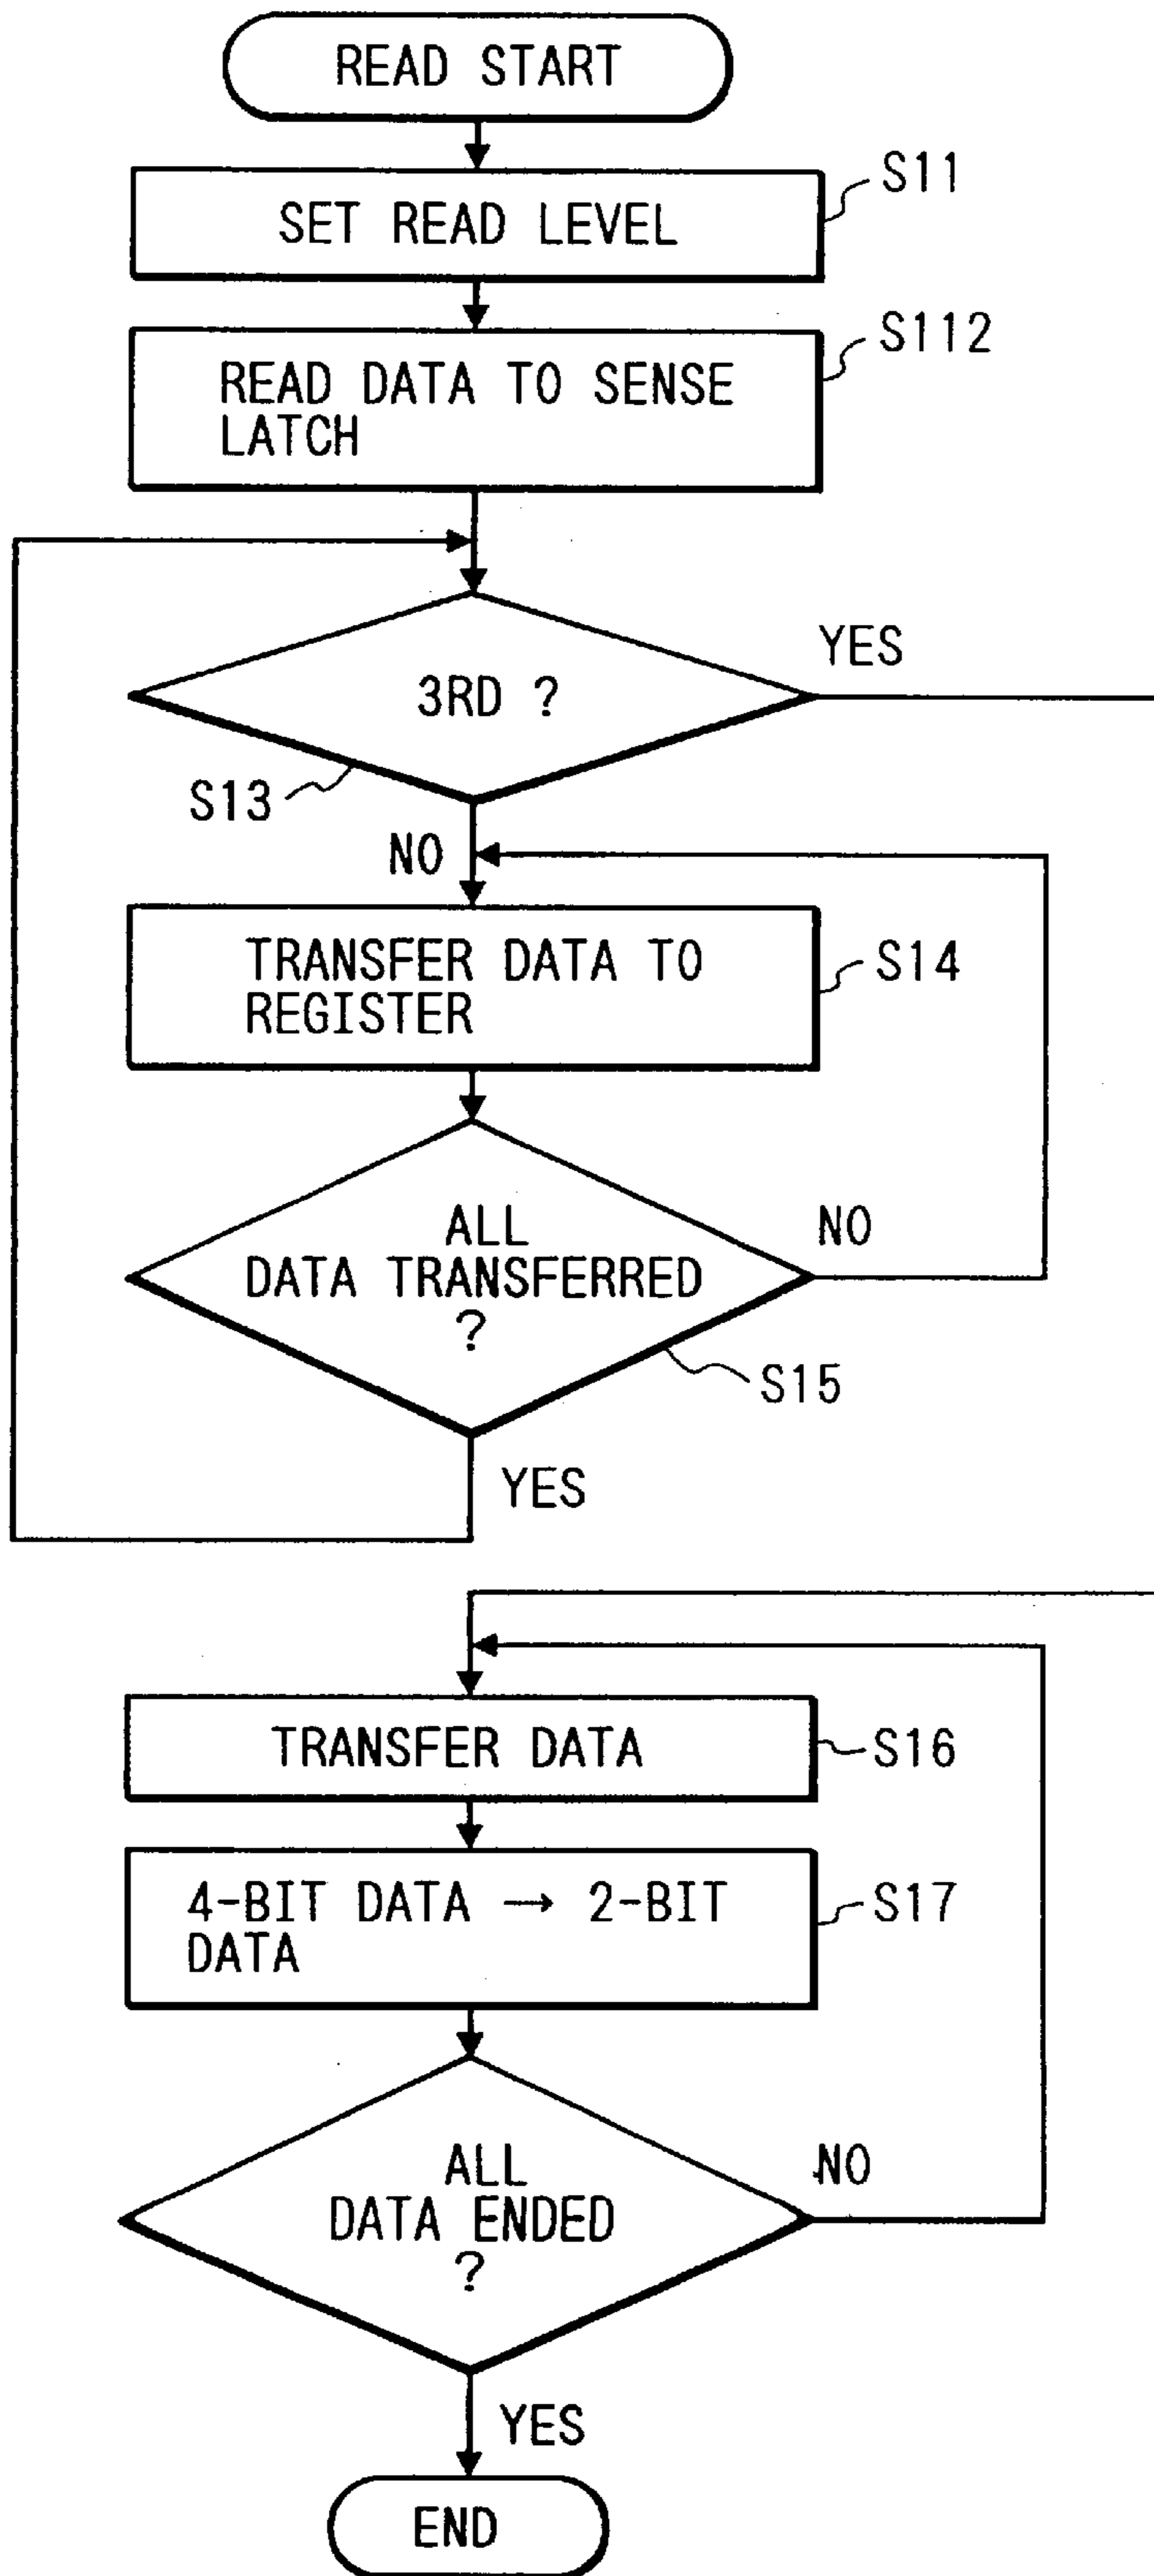 READ START
SET READ LEVEL
S11
READ DATA TO SENSE
LATCH
S112
3RD ?
YES
S13
NO
TRANSFER DATA TO
REGISTER
S14
ALL
DATA TRANSFERRED
?
NO
S15
YES
TRANSFER DATA
S16
4-BIT DATA → 2-BIT
DATA
S17
ALL
DATA ENDED
?
NO
YES
END